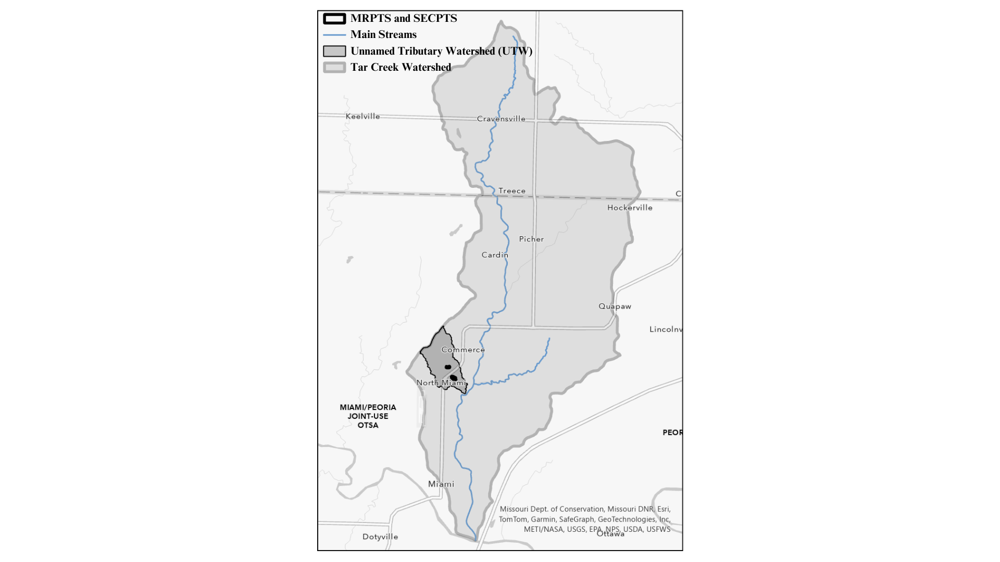 MRPTS and SECPTS
Main Streams
Unnamed Tributary Watershed (UTW)
Tar Creek Watershed
Keelville
Cravensville
Treece
C
Hockerville
Picher
Cardin
Quapaw
Lincolnv
Commerce
North Miami
MIAMI/PEORIA
JOINT-USE
OTSA
PEOR
Miami
Missouri Dept. of Conservation, Missouri DNR, Esri,
TomTom, Garmin, SafeGraph, GeoTechnologies, Inc,
METI/NASA, USGS, EPA, NPS, USDA, USFWS
Ottawa
Dotyville